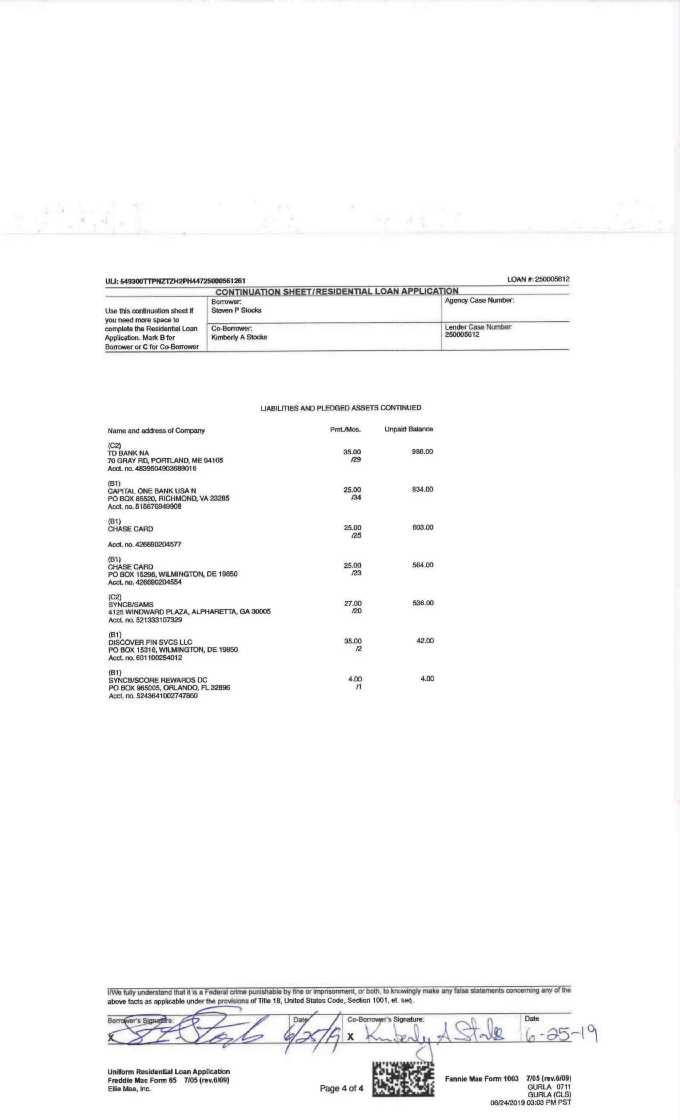 ULI: 549300TTPNZTZH2PH44725000561261 LOAN #: 250005612
CONTINUATION SHEET/RESIDENTIAL LOAN APPLICATION
Use this continuation sheet if
you need more space to
complete the Residential Loan
Application. Mark B for
Borrower or C for Co-Borrower
Borrower:
Steven P Stocks
Agency Case Number:
Co-Borrower:
Kimberly A Stocks
Lender Case Number:
250005612
LIABILITIES AND PLEDGED ASSETS CONTINUED
Name and address of Company Pmt./Mos. Unpaid Balance
(C2)
TD BANK NA 35.00 986.00
70 GRAY RD, PORTLAND, ME 04105 /29
Acct. no. 4839504903689016
(B1)
CAPITAL ONE BANK USA N 25.00 834.00
PO BOX 85520, RICHMOND, VA 23285 /34
Acct. no. 515676949908
(B1)
CHASE CARD 25.00 603.00
/25
Acct. no. 426690204577
(B1)
CHASE CARD 25.00 564.00
PO BOX 15298, WILMINGTON, DE 19850 /23
Acct. no. 426690204554
(C2)
SYNCB/SAMS 27.00 536.00
4125 WINDWARD PLAZA, ALPHARETTA, GA 30005 /20
Acct. no. 521333107329
(B1)
DISCOVER FIN SVCS LLC 35.00 42.00
PO BOX 15316, WILMINGTON, DE 19850 /2
Acct. no. 601100254012
(B1)
SYNCB/SCORE REWARDS DC 4.00 4.00
PO BOX 965005, ORLANDO, FL 32896 /1
Acct. no. 5243641002747860
I/We fully understand that it is a Federal crime punishable by fine or imprisonment, or both, to knowingly make any false statements concerning any of the
above facts as applicable under the provisions of Title 18, United States Code, Section 1001, et. seq.
Borrower's Signature: Date Co-Borrower's Signature: Date
X 6/25/19 X Kimberly A Stocks 6-25-19
Uniform Residential Loan Application
Freddie Mac Form 65 7/05 (rev.6/09)
Ellie Mae, Inc.
Page 4 of 4
Fannie Mae Form 1003 7/05 (rev.6/09)
GURLA 0711
GURLA (CLS)
06/24/2019 03:03 PM PST